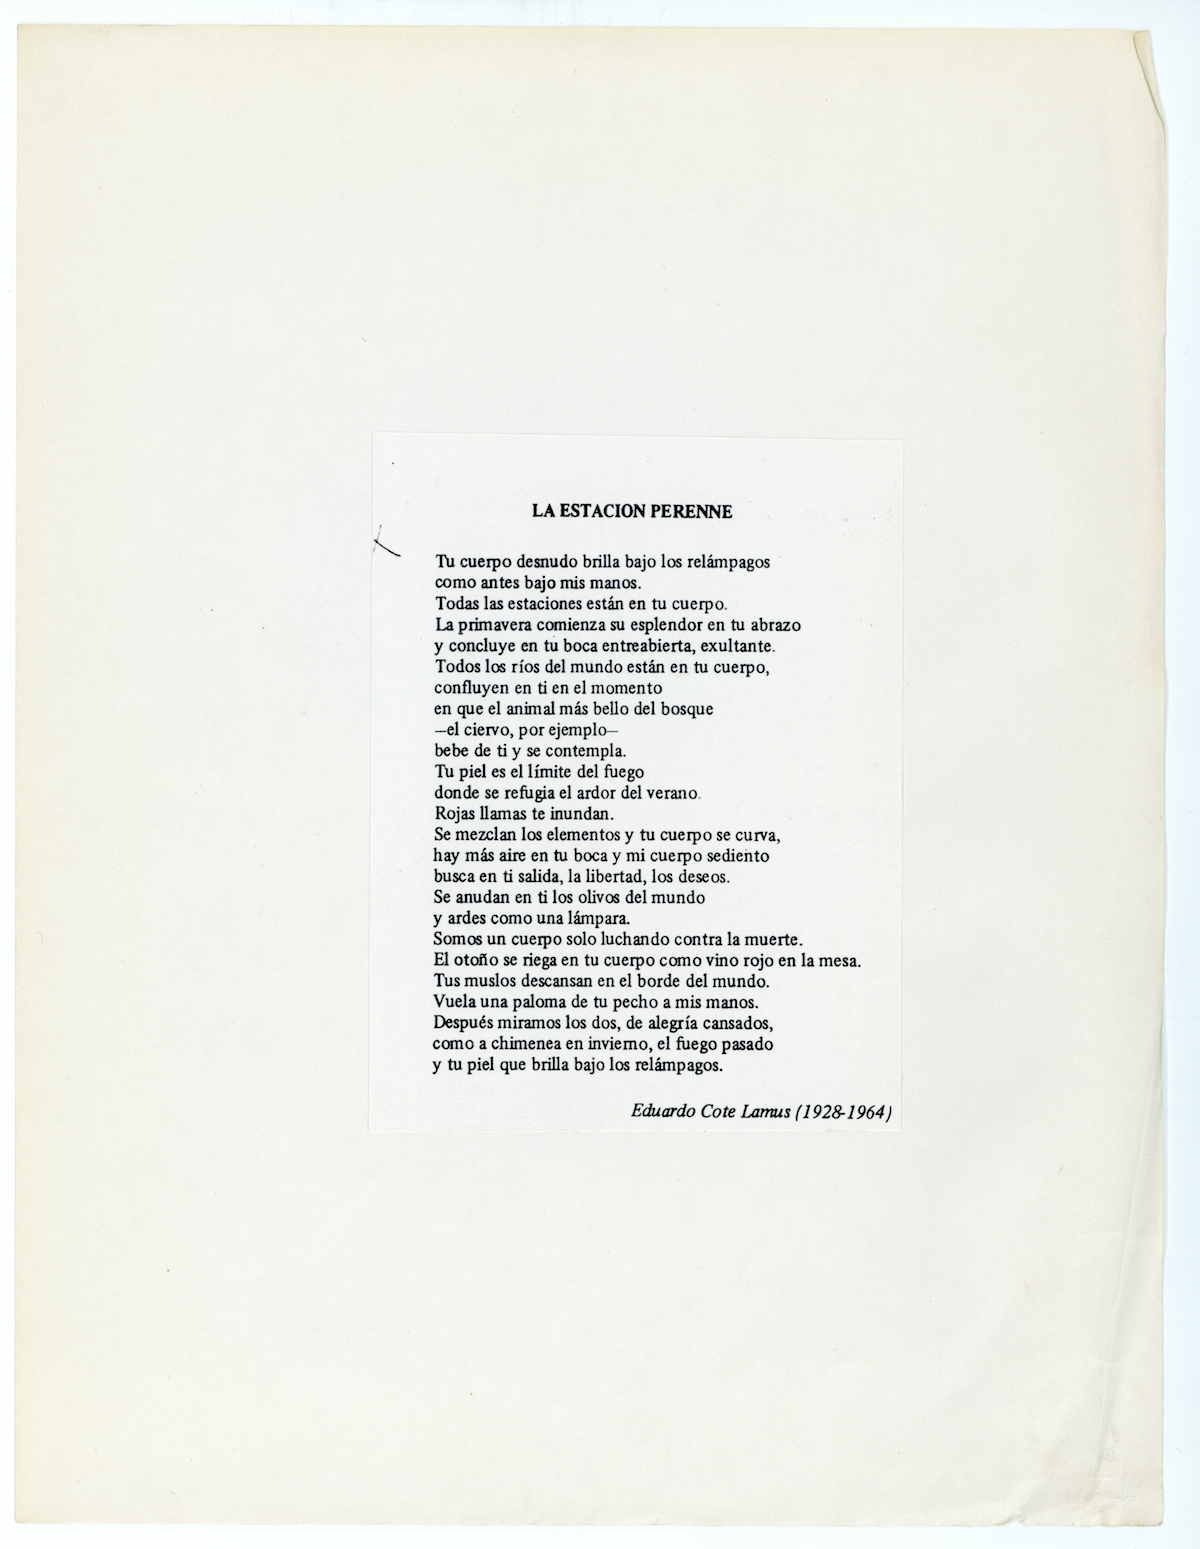 LA ESTACION PERENNE
Tu cuerpo desnudo brilla bajo los relámpagos
como antes bajo mis manos.
Todas las estaciones están en tu cuerpo.
La primavera comienza su esplendor en tu abrazo
y concluye en tu boca entreabierta, exultante.
Todos los ríos del mundo están en tu cuerpo,
confluyen en ti en el momento
en que el animal más bello del bosque
—el ciervo, por ejemplo—
bebe de ti y se contempla.
Tu piel es el límite del fuego
donde se refugia el ardor del verano.
Rojas llamas te inundan.
Se mezclan los elementos y tu cuerpo se curva,
hay más aire en tu boca y mi cuerpo sediento
busca en ti salida, la libertad, los deseos.
Se anudan en ti los olivos del mundo
y ardes como una lámpara.
Somos un cuerpo solo luchando contra la muerte.
El otoño se riega en tu cuerpo como vino rojo en la mesa.
Tus muslos descansan en el borde del mundo.
Vuela una paloma de tu pecho a mis manos.
Después miramos los dos, de alegría cansados,
como a chimenea en invierno, el fuego pasado
y tu piel que brilla bajo los relámpagos.
Eduardo Cote Lamus (1928-1964)